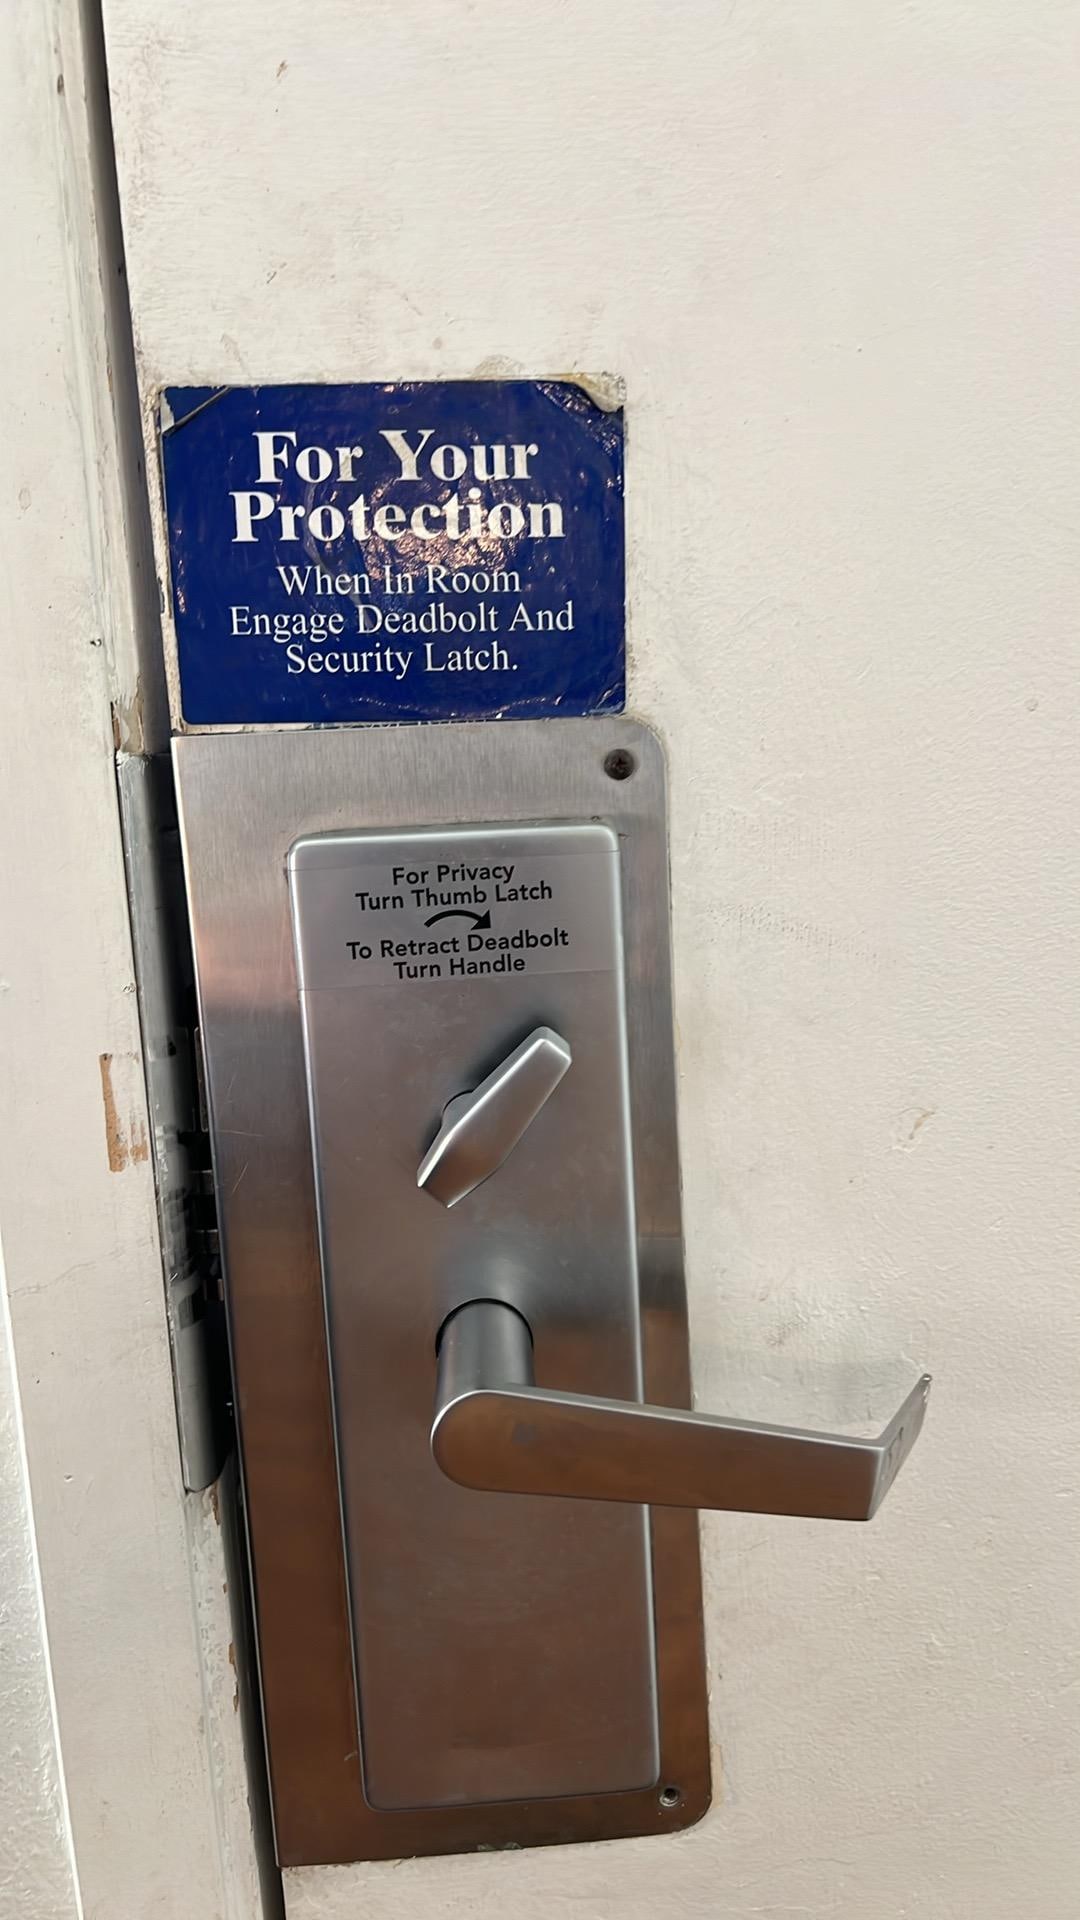 For Your
Protection
When In Room
Engage Deadbolt And
Security Latch.
For Privacy
Turn Thumb Latch
To Retract Deadbolt
Turn Handle